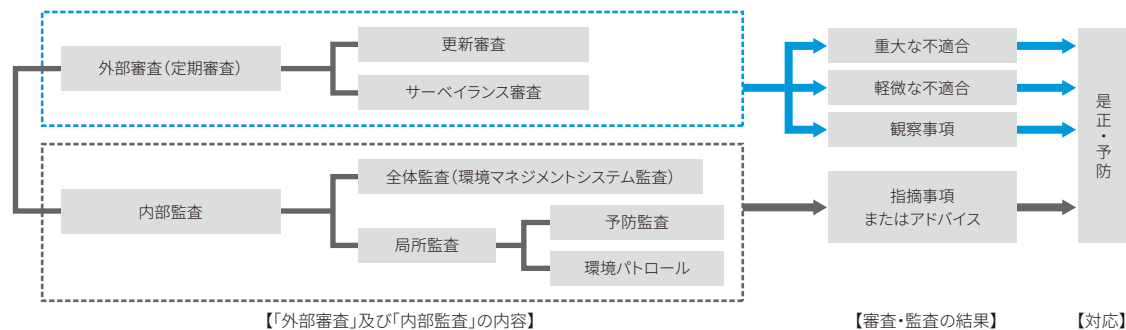 外部審査（定期審査）
更新審査
サーベイランス審査
重大な不適合
軽微な不適合
観察事項
内部監査
全体監査（環境マネジメントシステム監査）
局所監査
予防監査
環境パトロール
指摘事項
またはアドバイス
是正・予防
【「外部審査」及び「内部監査」の内容】
【審査・監査の結果】
【対応】